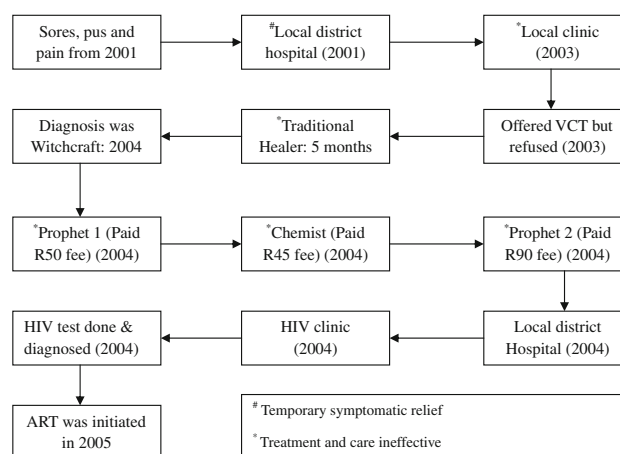 Sores, pus and
pain from 2001
#Local district
hospital (2001)
*Local clinic
(2003)
Offered VCT but
refused (2003)
*Traditional
Healer: 5 months
Diagnosis was
Witchcraft: 2004
*Prophet 1 (Paid
R50 fee) (2004)
*Chemist (Paid
R45 fee) (2004)
*Prophet 2 (Paid
R90 fee) (2004)
Local district
Hospital (2004)
HIV clinic
(2004)
HIV test done &
diagnosed (2004)
ART was initiated
in 2005
# Temporary symptomatic relief
* Treatment and care ineffective